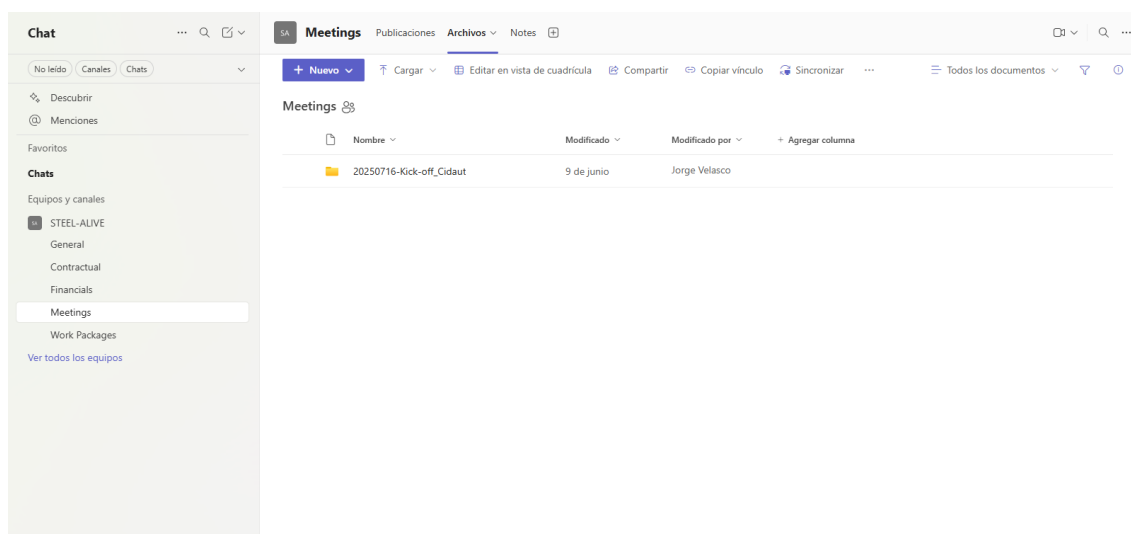 Chat
No leído Canales Chats
Descubrir
Menciones
Favoritos
Chats
Equipos y canales
SA STEEL-ALIVE
General
Contractual
Financials
Meetings
Work Packages
Ver todos los equipos
SA Meetings Publicaciones Archivos Notes
+ Nuevo Cargar Editar en vista de cuadrícula Compartir Copiar vínculo Sincronizar ... Todos los documentos
Meetings
Nombre Modificado Modificado por + Agregar columna
20250716-Kick-off_Cidaut 9 de junio Jorge Velasco